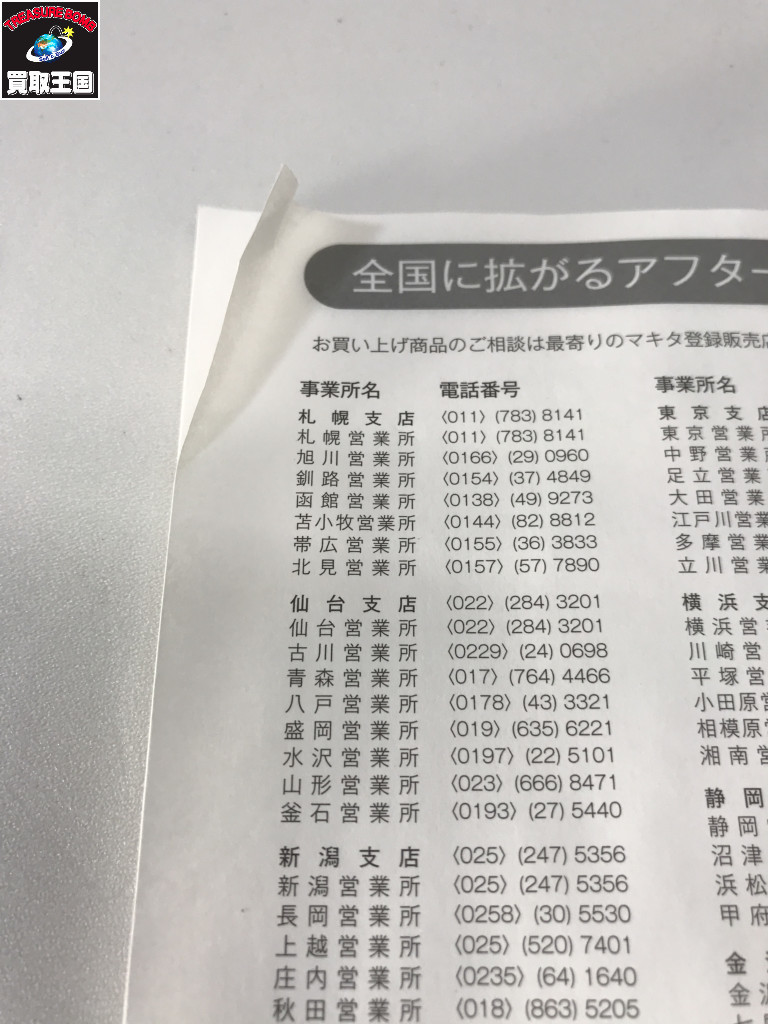 TREASURE BOMB
買取王国
全国に拡がるアフター
お買い上げ商品のご相談は最寄りのマキタ登録販売店
事業所名 電話番号
札幌支店 〈011〉(783) 8141
札幌営業所 〈011〉(783) 8141
旭川営業所 〈0166〉(29) 0960
釧路営業所 〈0154〉(37) 4849
函館営業所 〈0138〉(49) 9273
苫小牧営業所 〈0144〉(82) 8812
帯広営業所 〈0155〉(36) 3833
北見営業所 〈0157〉(57) 7890
仙台支店 〈022〉(284) 3201
仙台営業所 〈022〉(284) 3201
古川営業所 〈0229〉(24) 0698
青森営業所 〈017〉(764) 4466
八戸営業所 〈0178〉(43) 3321
盛岡営業所 〈019〉(635) 6221
水沢営業所 〈0197〉(22) 5101
山形営業所 〈023〉(666) 8471
釜石営業所 〈0193〉(27) 5440
新潟支店 〈025〉(247) 5356
新潟営業所 〈025〉(247) 5356
長岡営業所 〈0258〉(30) 5530
上越営業所 〈025〉(520) 7401
庄内営業所 〈0235〉(64) 1640
秋田営業所 〈018〉(863) 5205
事業所名
東京支店
東京営業所
中野営業所
足立営業
大田営業
江戸川営業
多摩営業
立川営業
横浜支
横浜営
川崎営
平塚営
小田原営
相模原営
湘南営
静岡
静岡
沼津
浜松
甲府
金
金